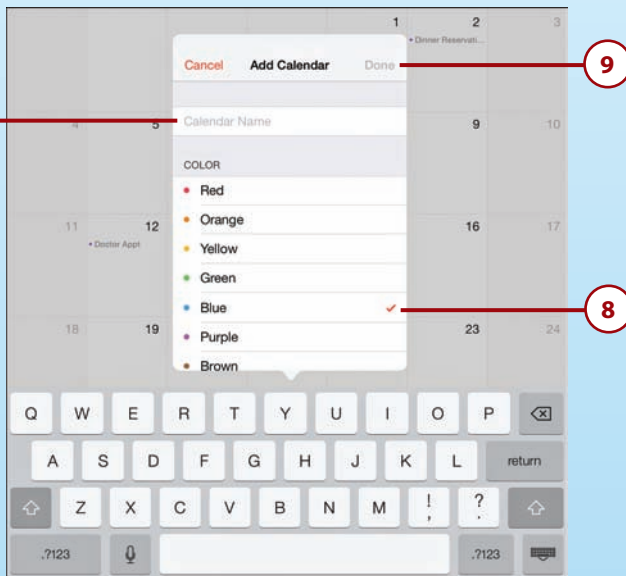 1 2 3
Dinner Reservati...
Cancel Add Calendar Done
9
Calendar Name
4 5 9 10
COLOR
Red
Orange
11 12 16 17
Yellow
Doctor Appt
Green
Blue
8
18 19 23 24
Purple
Brown
Q W E R T Y U I O P
A S D F G H J K L return
Z X C V B N M ! , ? .
.?123 .?123